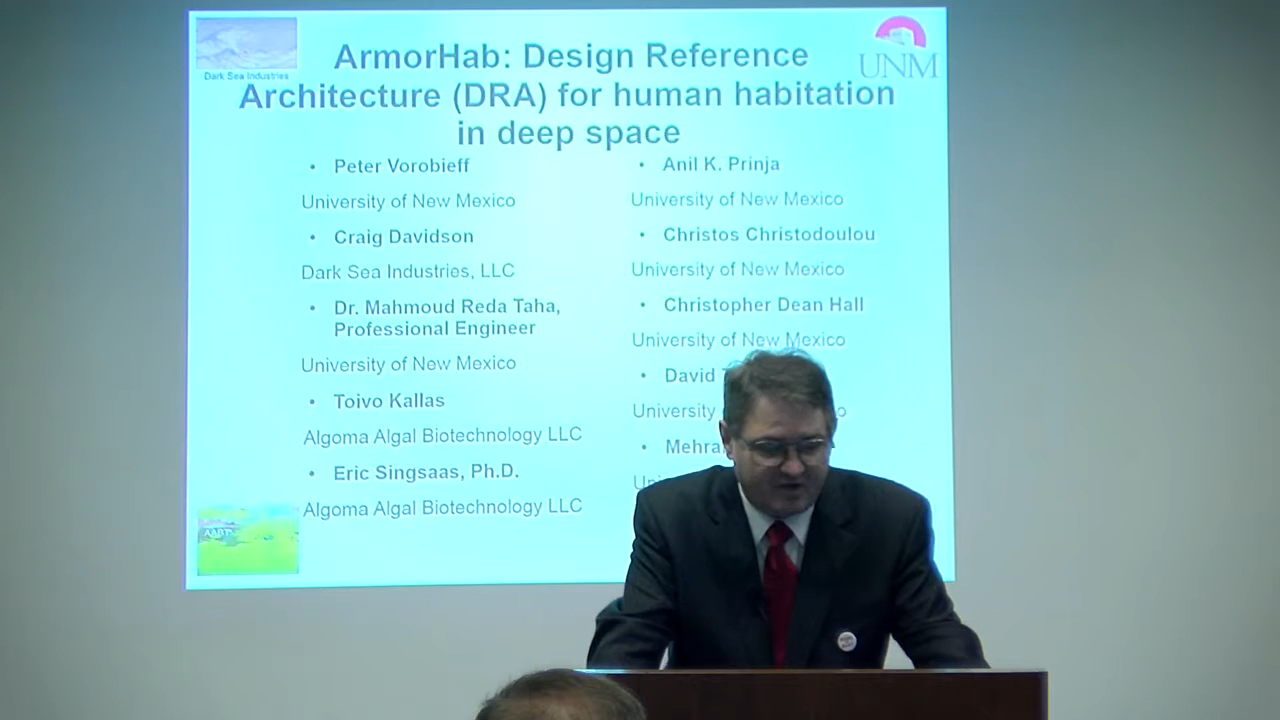 Dark Sea Industries
UNM
ArmorHab: Design Reference
Architecture (DRA) for human habitation
in deep space
• Peter Vorobieff
University of New Mexico
• Craig Davidson
Dark Sea Industries, LLC
• Dr. Mahmoud Reda Taha,
Professional Engineer
University of New Mexico
• Toivo Kallas
Algoma Algal Biotechnology LLC
• Eric Singsaas, Ph.D.
Algoma Algal Biotechnology LLC
• Anil K. Prinja
University of New Mexico
• Christos Christodoulou
University of New Mexico
• Christopher Dean Hall
University of New Mexico
• David
University